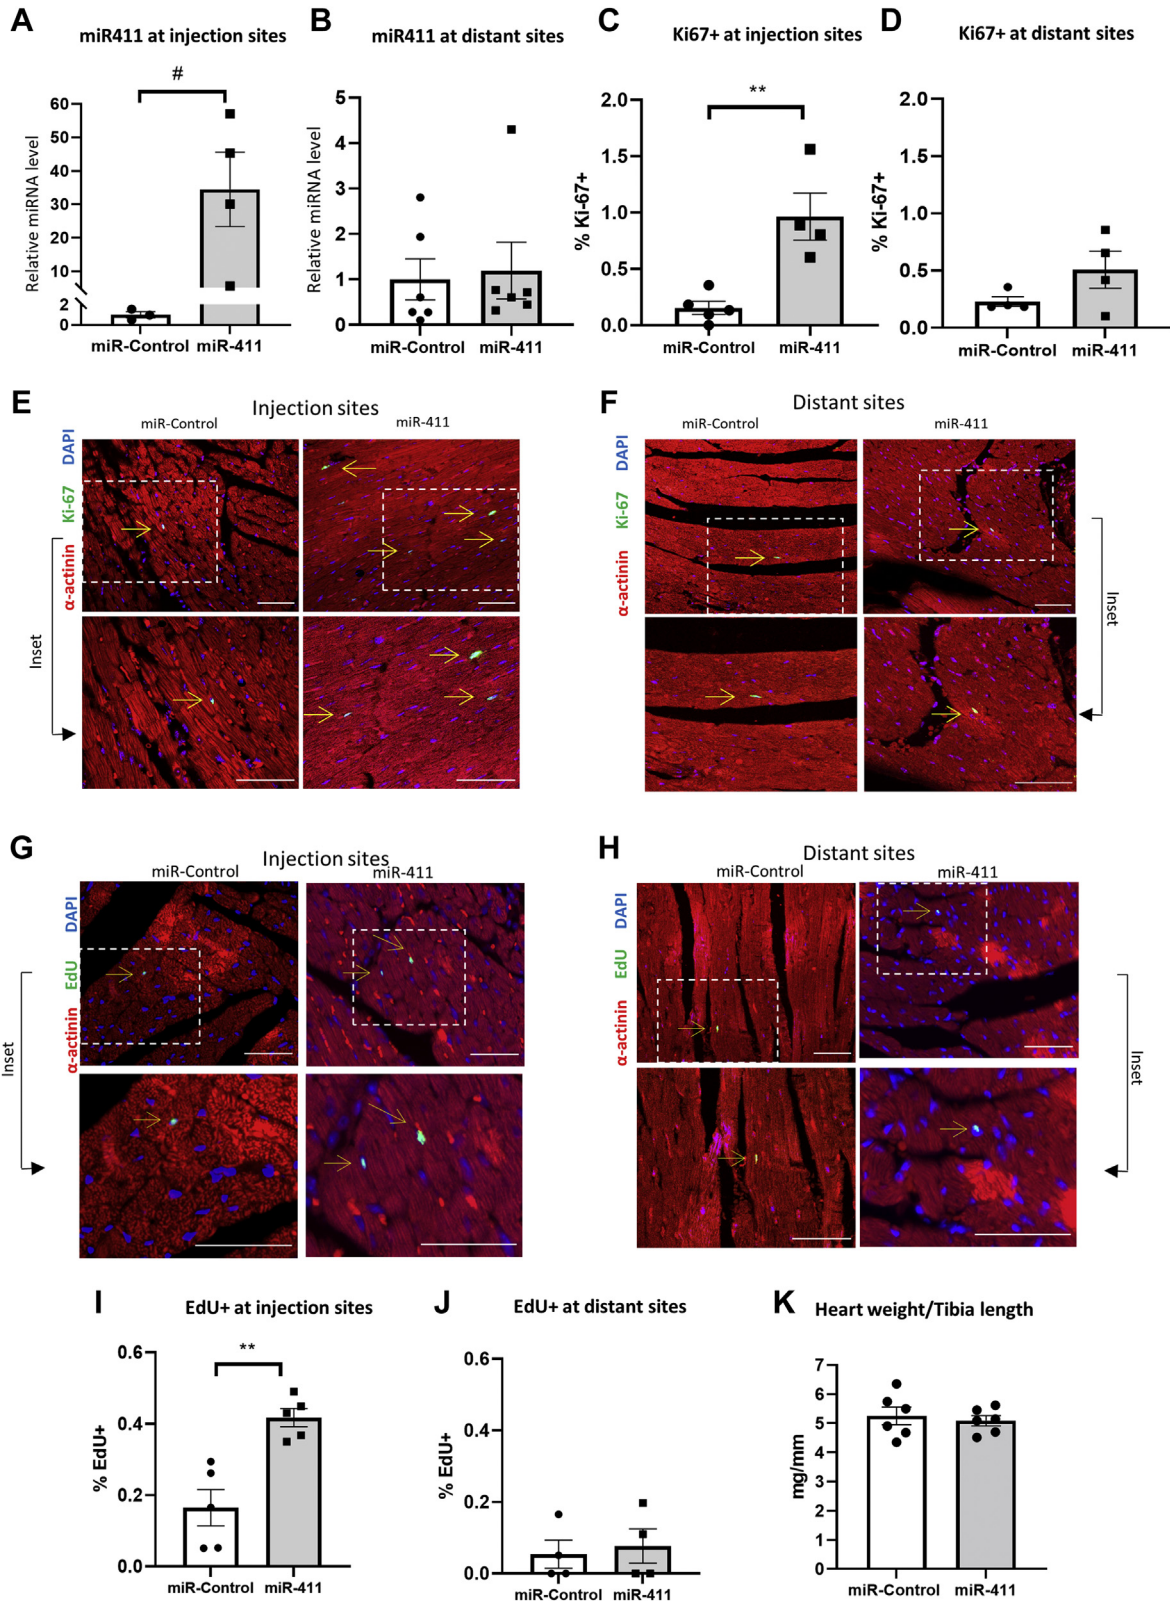 A
miR411 at injection sites
#
Relative miRNA level
60
50
40
30
20
10
2
0
miR-Control
miR-411
B
miR411 at distant sites
Relative miRNA level
5
4
3
2
1
0
miR-Control
miR-411
C
Ki67+ at injection sites
**
% Ki-67+
2.0
1.5
1.0
0.5
0.0
miR-Control
miR-411
D
Ki67+ at distant sites
% Ki-67+
2.0
1.5
1.0
0.5
0.0
miR-Control
miR-411
E
Injection sites
miR-Control
miR-411
α-actinin Ki-67 DAPI
Inset
F
Distant sites
miR-Control
miR-411
α-actinin Ki-67 DAPI
Inset
G
Injection sites
miR-Control
miR-411
α-actinin EdU DAPI
Inset
H
Distant sites
miR-Control
miR-411
α-actinin EdU DAPI
Inset
I
EdU+ at injection sites
**
% EdU+
0.6
0.4
0.2
0.0
miR-Control
miR-411
J
EdU+ at distant sites
% EdU+
0.6
0.4
0.2
0.0
miR-Control
miR-411
K
Heart weight/Tibia length
mg/mm
7
6
5
4
3
2
1
0
miR-Control
miR-411